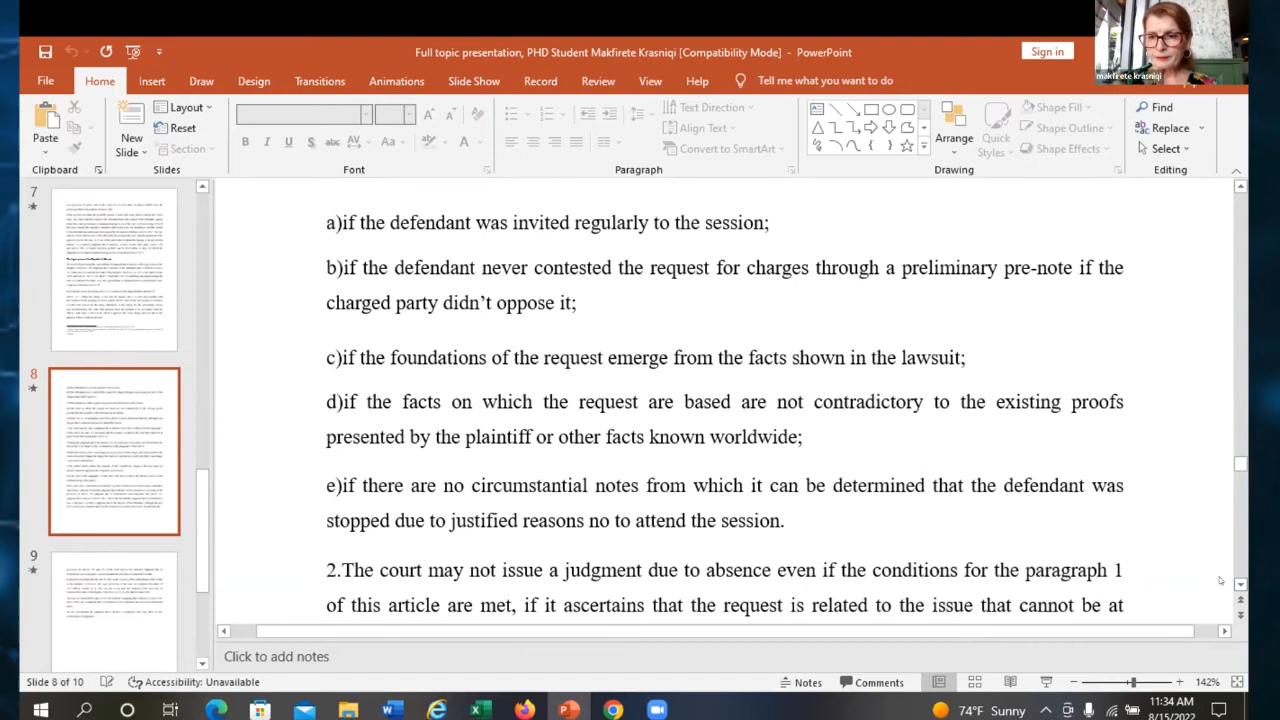 Full topic presentation, PHD Student Makfirete Krasniqi [Compatibility Mode] - PowerPoint
Sign in
makfirete krasniqi
File Home Insert Draw Design Transitions Animations Slide Show Record Review View Help Tell me what you want to do
Paste
New Slide
Layout
Reset
Section
Text Direction
Align Text
Convert to SmartArt
Arrange
Quick Styles
Shape Fill
Shape Outline
Shape Effects
Find
Replace
Select
Clipboard Slides Font Paragraph Drawing Editing
7
8
9
a)if the defendant was invited regularly to the session;
b)if the defendant never contested the request for charges through a preliminary pre-note if the
charged party didn't oppose it;
c)if the foundations of the request emerge from the facts shown in the lawsuit;
d)if the facts on which the request are based are not contradictory to the existing proofs
presented by the plaintiff or other facts known worldwide;
e)if there are no circumstantial notes from which it can be determined that the defendant was
stopped due to justified reasons no to attend the session.
2.The court may not issue a judgment due to absence even if the conditions for the paragraph 1
of this article are met, if it ascertains that the request is related to the issue that cannot be at
Click to add notes
Slide 8 of 10 Accessibility: Unavailable Notes Comments 142%
74°F Sunny
11:34 AM
8/15/2022